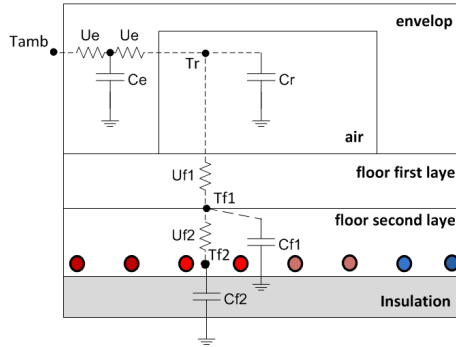 envelop
Tamb
Ue
Ue
Ce
Tr
Cr
air
Uf1
floor first laye
Tf1
floor second laye
Uf2
Tf2
Cf1
Cf2
Insulation